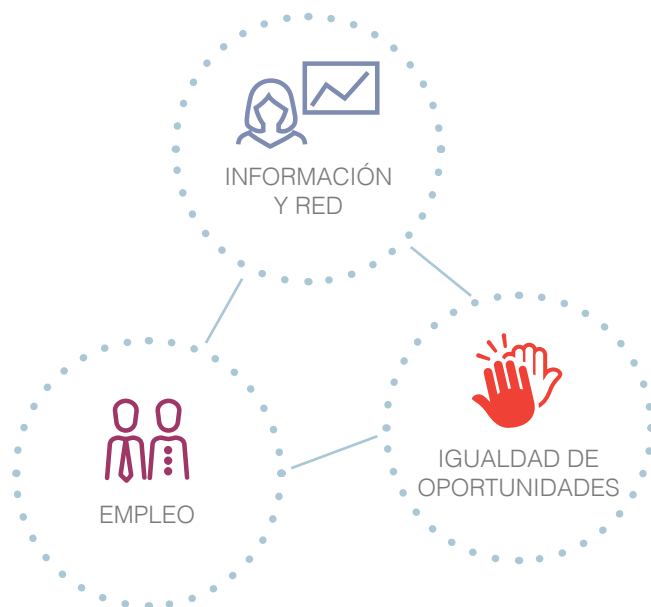 INFORMACIÓN
Y RED
IGUALDAD DE
OPORTUNIDADES
EMPLEO